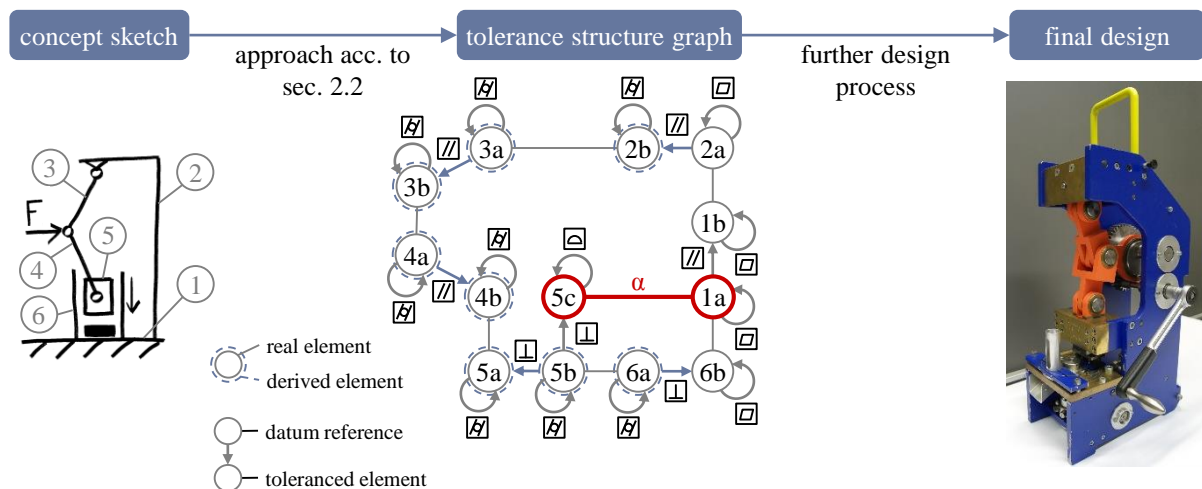 concept sketch
tolerance structure graph
final design
approach acc. to
sec. 2.2
further design
process
3
2
F
4
5
6
1
3a
2b
2a
3b
1b
4a
4b
5c
α
1a
5a
5b
6a
6b
real element
derived element
datum reference
toleranced element